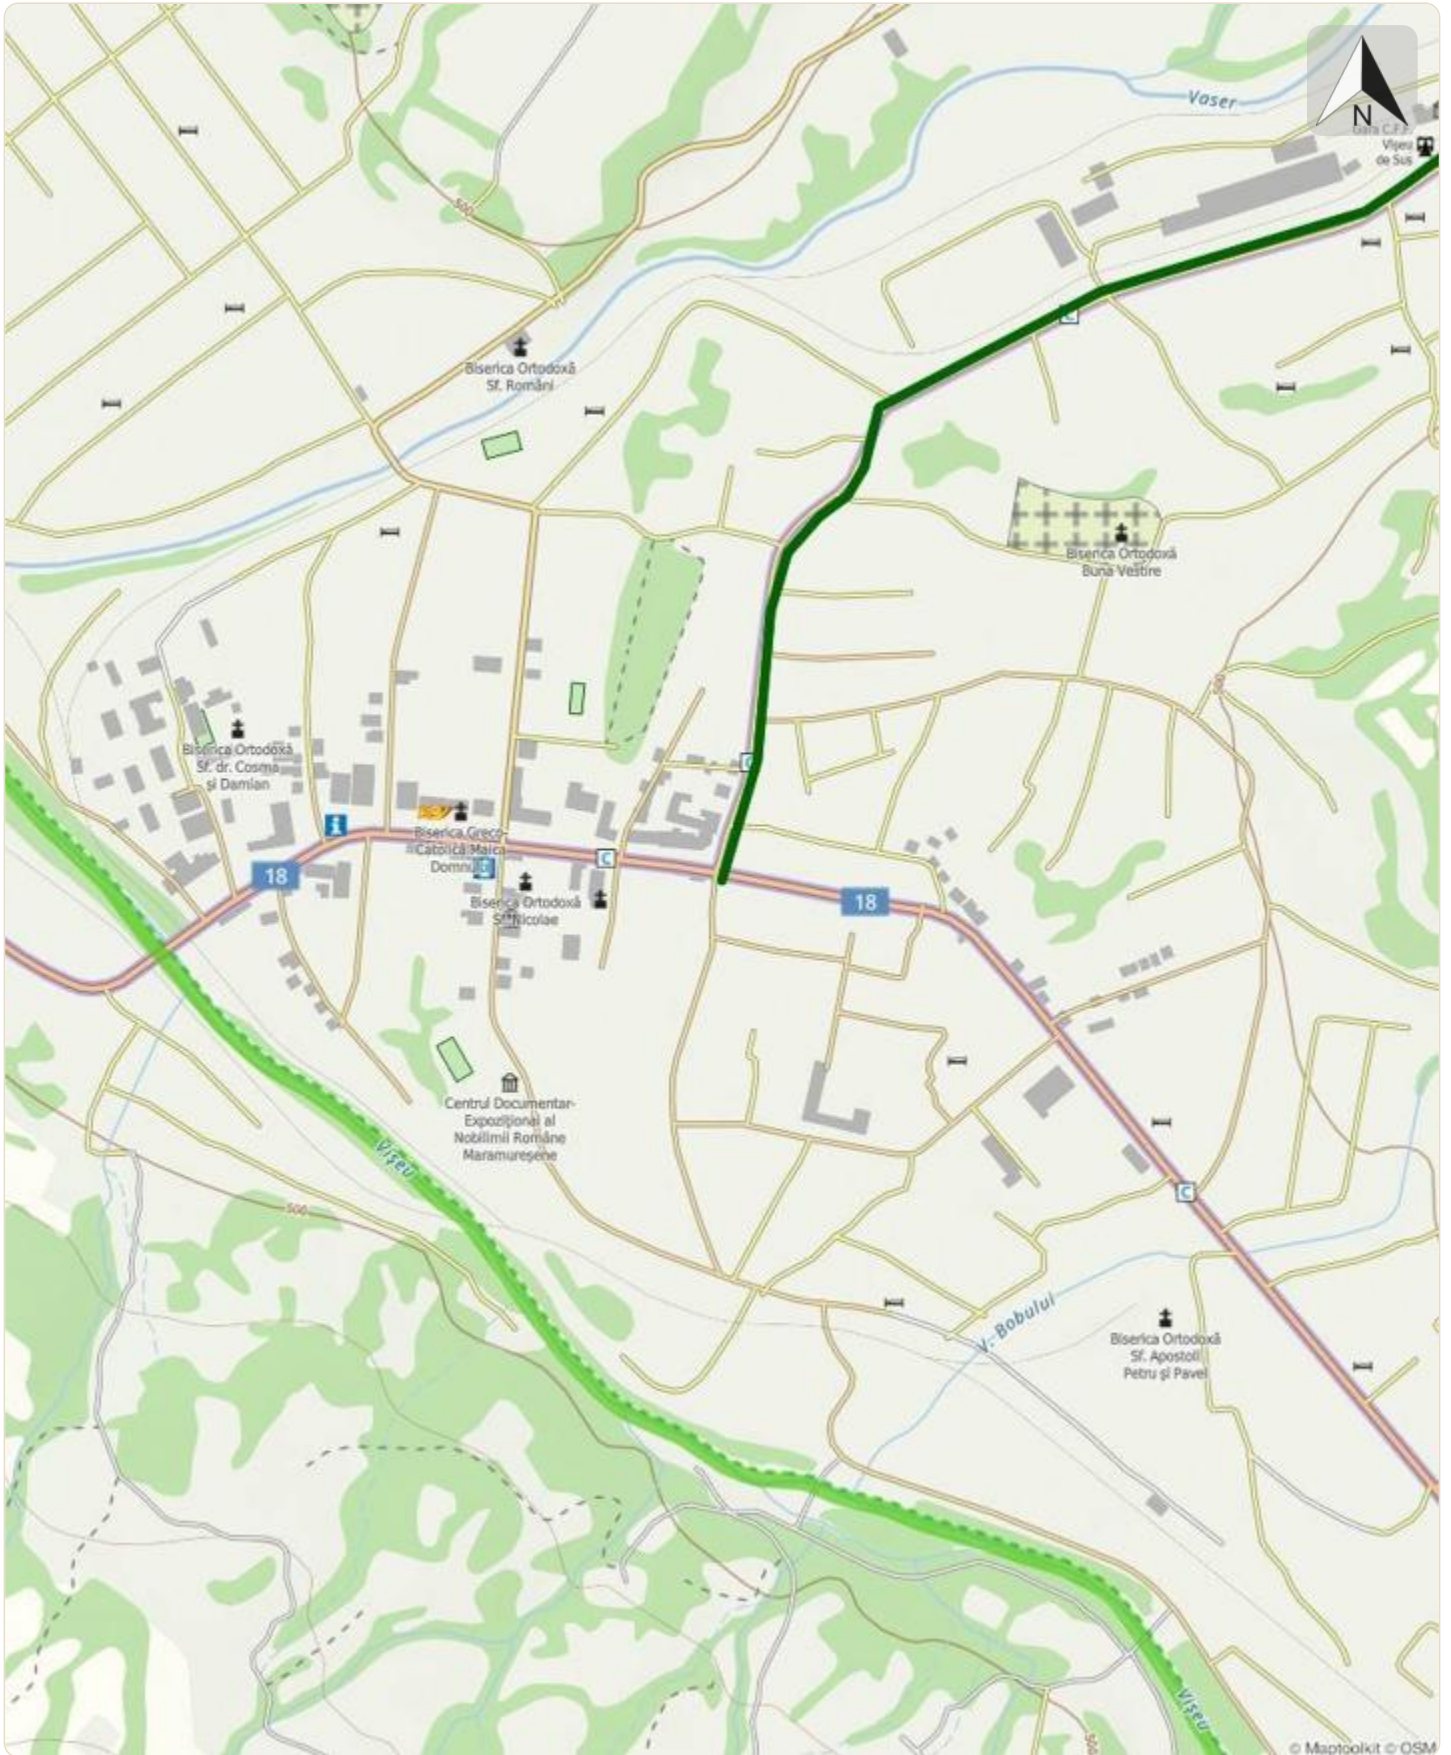 Vaser
N
Gara C.F.F.
Vișeu
de Sus
500
Biserica Ortodoxă
Sf. Români
Biserica Ortodoxă
Buna Vestire
500
Biserica Ortodoxă
Sf. dr. Cosma
și Damian
Biserica Greco-
Catolică Maica
Domnului
C
18
Biserica Ortodoxă
Sf. Nicolae
18
Centrul Documentar-
Expozițional al
Nobilimii Române
Maramureșene
Vișeu
500
C
V. Bobului
Biserica Ortodoxă
Sf. Apostoli
Petru și Pavel
Vișeu
500
© Maptoolkit © OSM